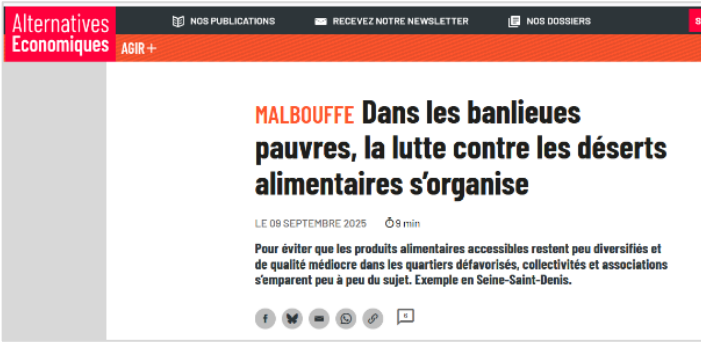 Alternatives
Economiques
NOS PUBLICATIONS
RECEVEZ NOTRE NEWSLETTER
NOS DOSSIERS
S
AGIR+
MALBOUFFE Dans les banlieues
pauvres, la lutte contre les déserts
alimentaires s’organise
LE 09 SEPTEMBRE 2025 9 min
Pour éviter que les produits alimentaires accessibles restent peu diversifiés et
de qualité médiocre dans les quartiers défavorisés, collectivités et associations
s’emparent peu à peu du sujet. Exemple en Seine-Saint-Denis.